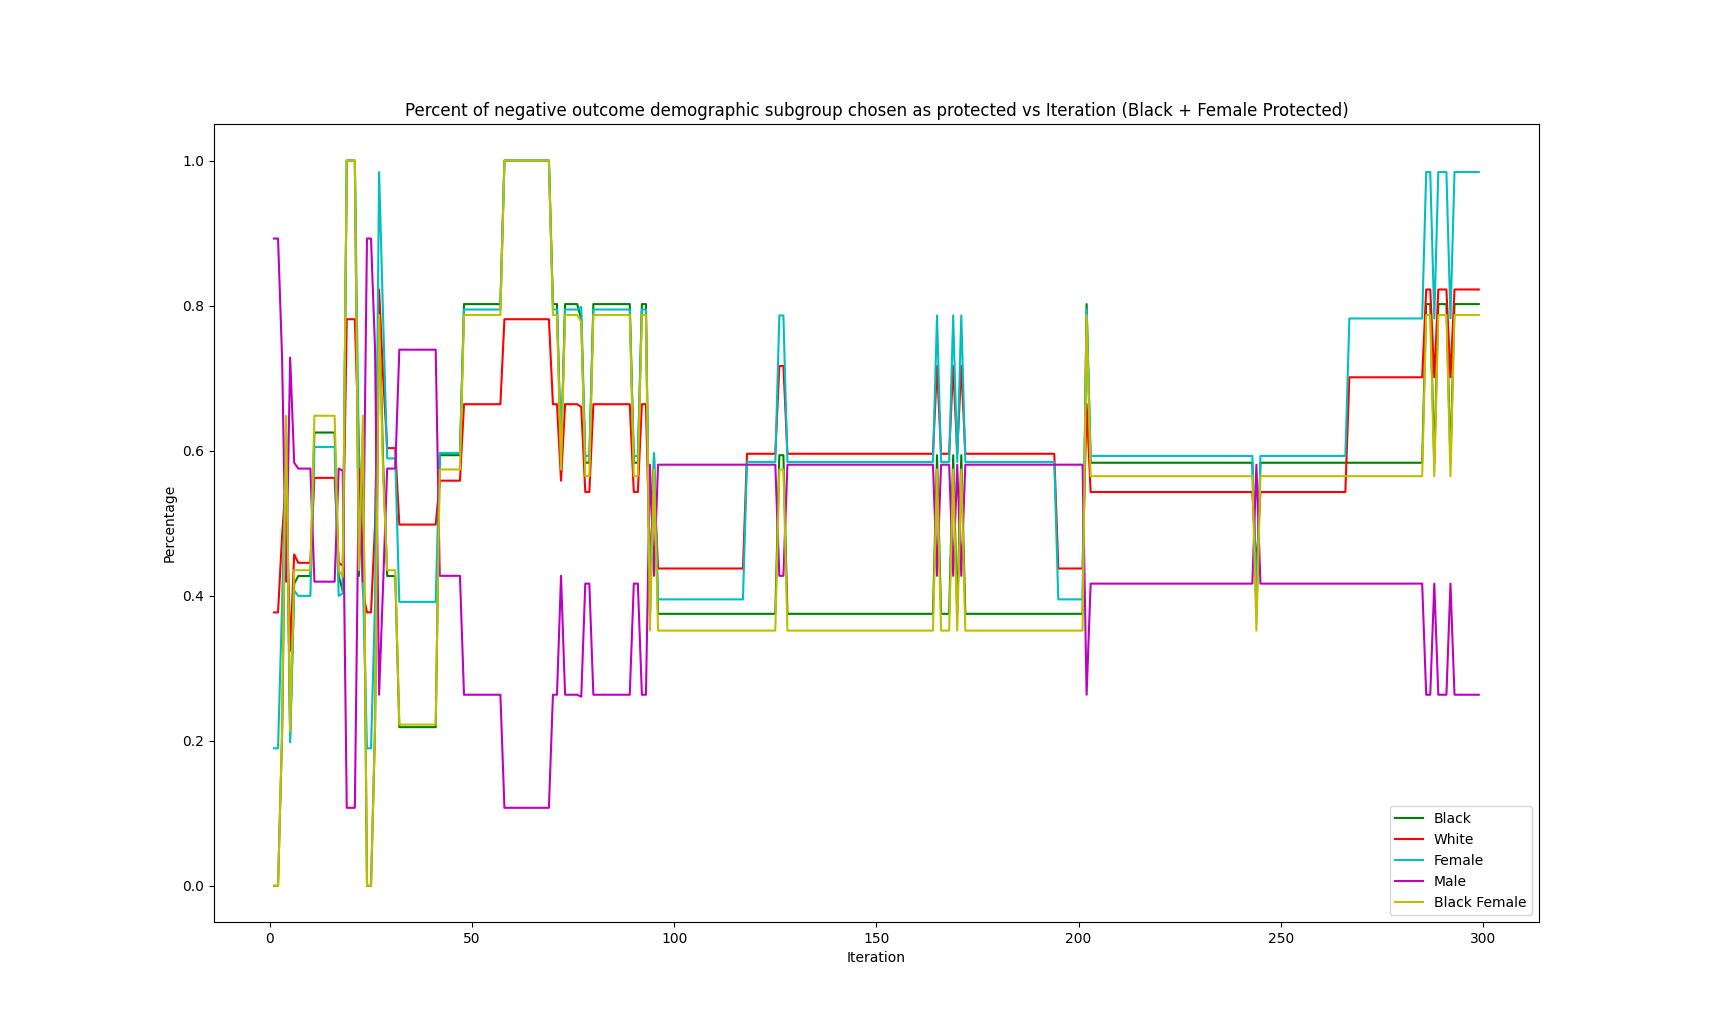 Percent of negative outcome demographic subgroup chosen as protected vs Iteration (Black + Female Protected)
1.0
0.8
0.6
0.4
0.2
0.0
Percentage
0
50
100
150
200
250
300
Iteration
Black
White
Female
Male
Black Female